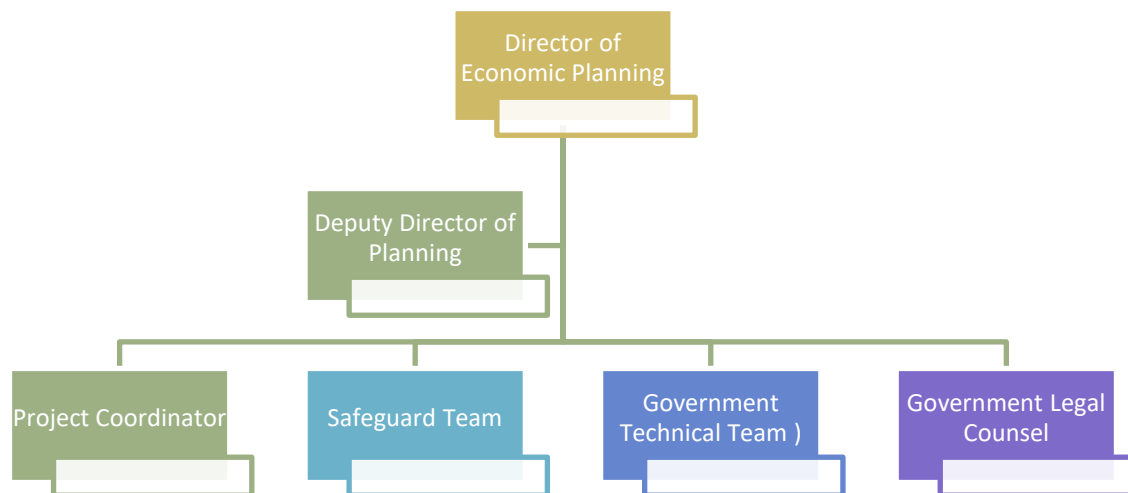 Director of
Economic Planning
Deputy Director of
Planning
Project Coordinator
Safeguard Team
Government
Technical Team )
Government Legal
Counsel